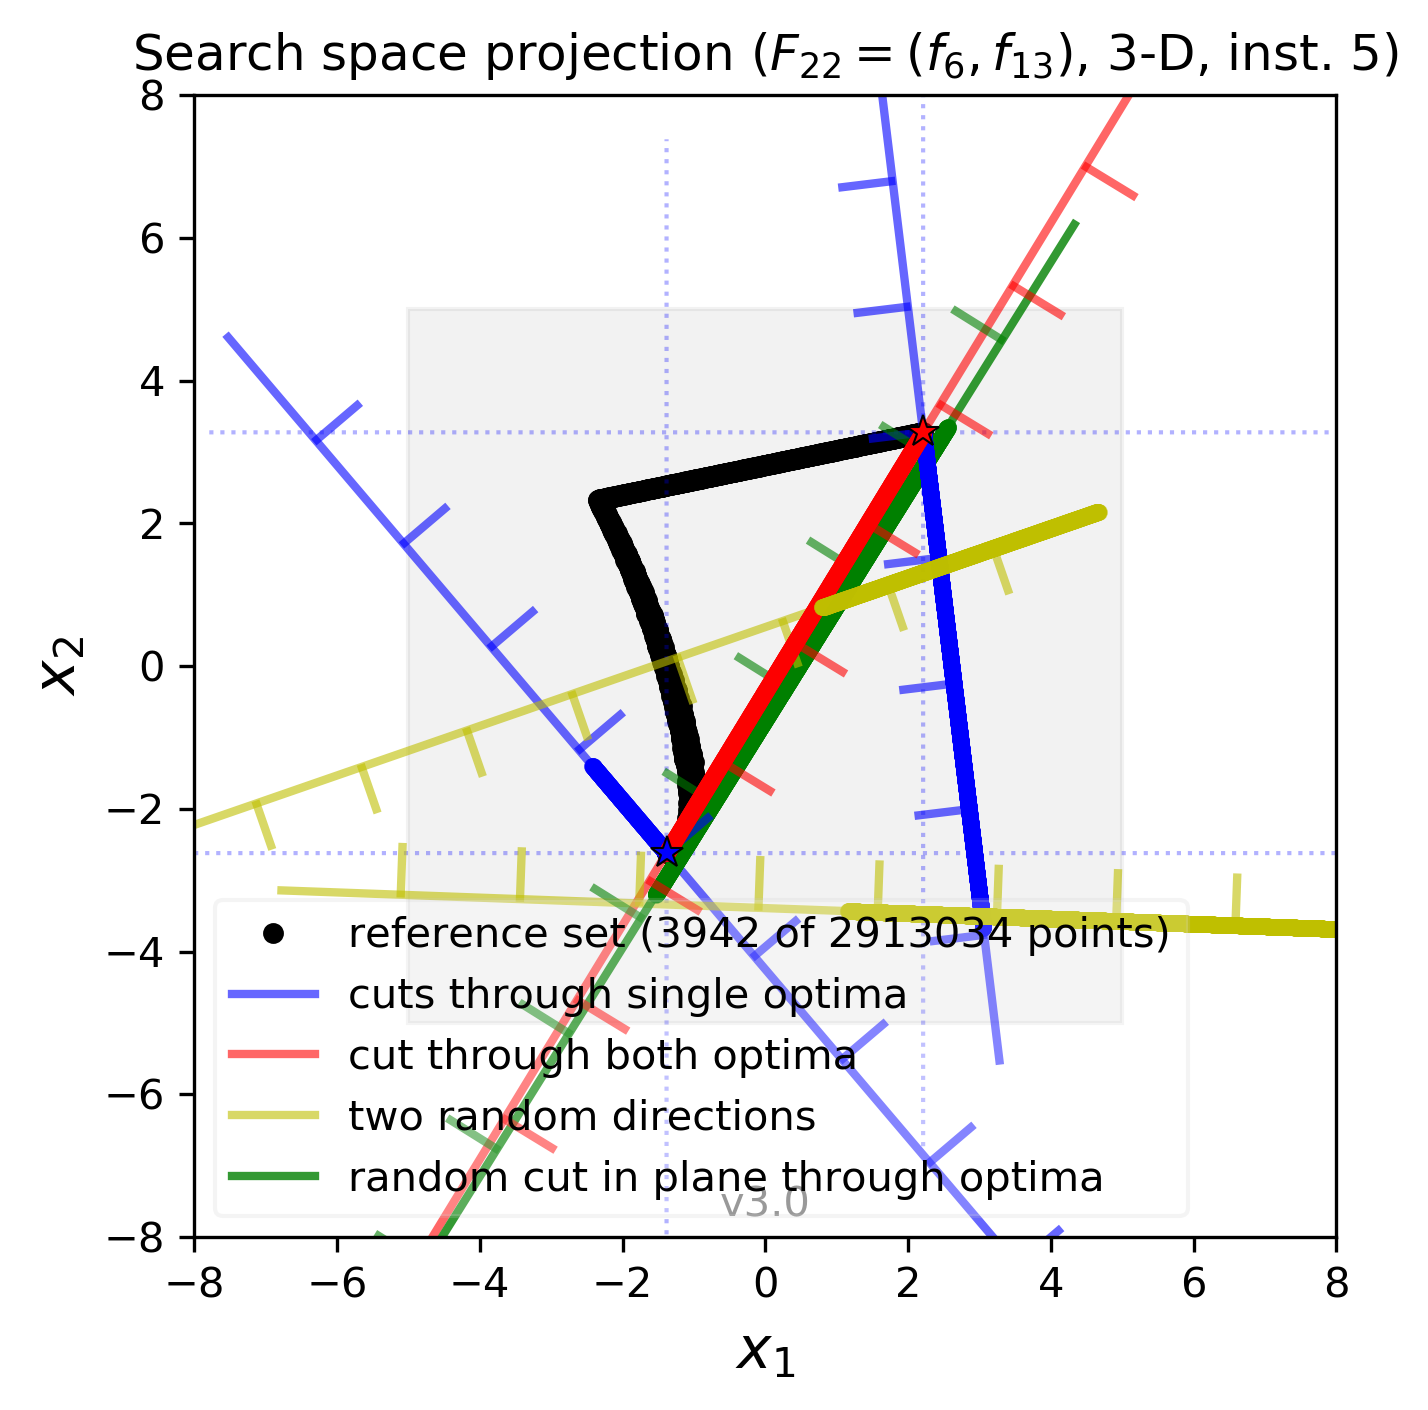 Search space projection (F₂₂ = (f₆, f₁₃), 3-D, inst. 5)
8
6
4
2
0
−2
−4
−6
−8
x₂
reference set (3942 of 2913034 points)
cuts through single optima
cut through both optima
two random directions
random cut in plane through optima
v3.0
−8 −6 −4 −2 0 2 4 6 8
x₁